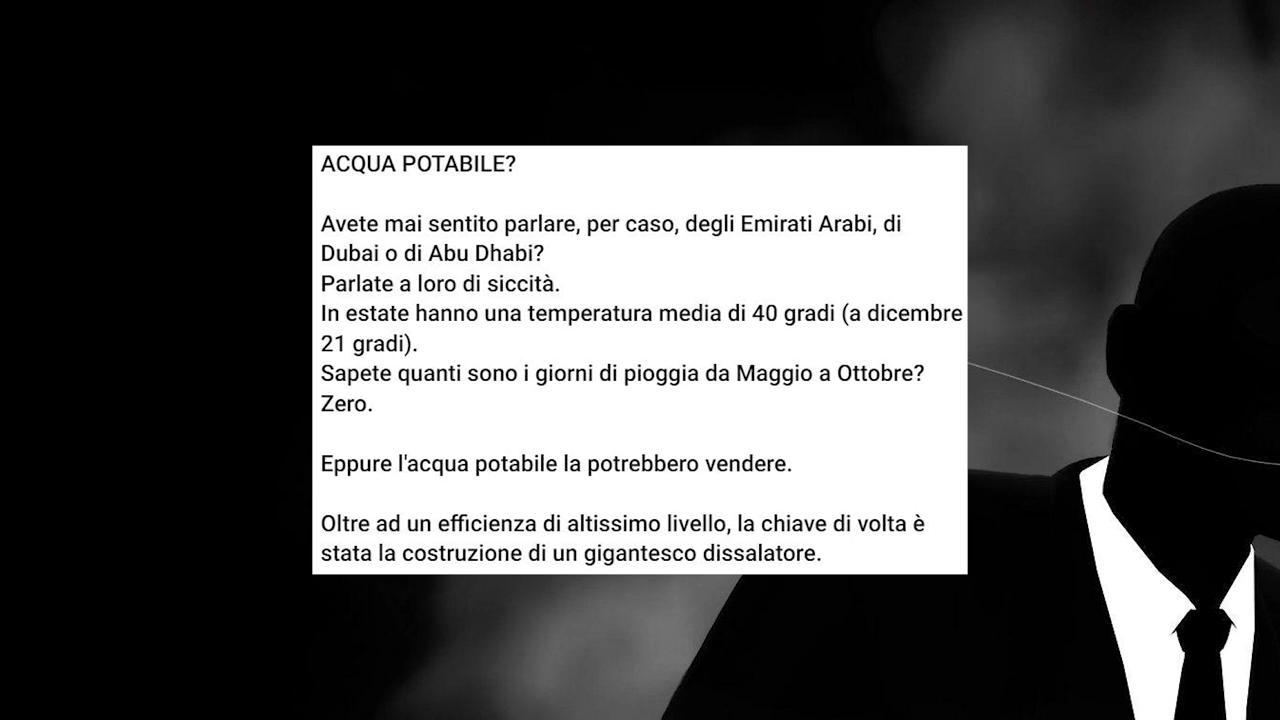 ACQUA POTABILE?
Avete mai sentito parlare, per caso, degli Emirati Arabi, di
Dubai o di Abu Dhabi?
Parlate a loro di siccità.
In estate hanno una temperatura media di 40 gradi (a dicembre
21 gradi).
Sapete quanti sono i giorni di pioggia da Maggio a Ottobre?
Zero.
Eppure l'acqua potabile la potrebbero vendere.
Oltre ad un efficienza di altissimo livello, la chiave di volta è
stata la costruzione di un gigantesco dissalatore.